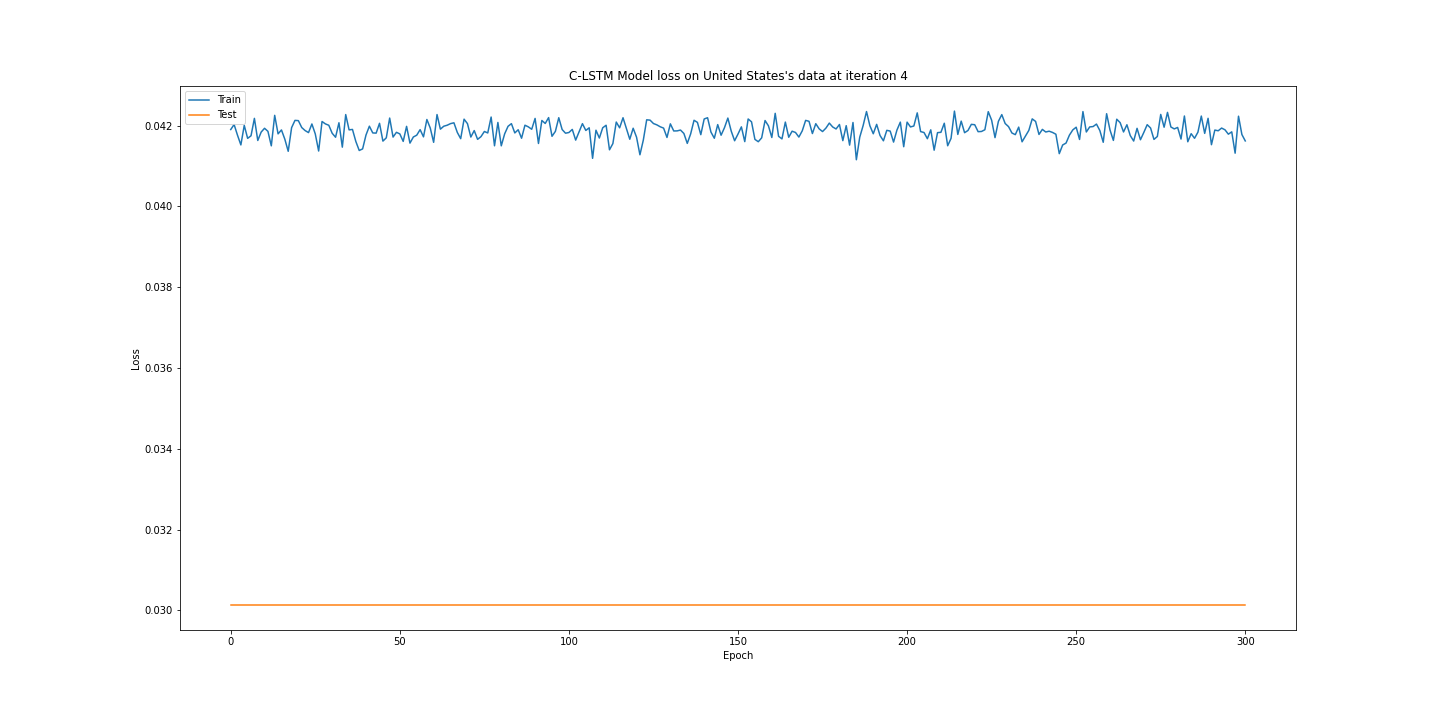 C-LSTM Model loss on United States's data at iteration 4
Train
Test
0.042
0.040
0.038
0.036
0.034
0.032
0.030
Loss
0 50 100 150 200 250 300
Epoch